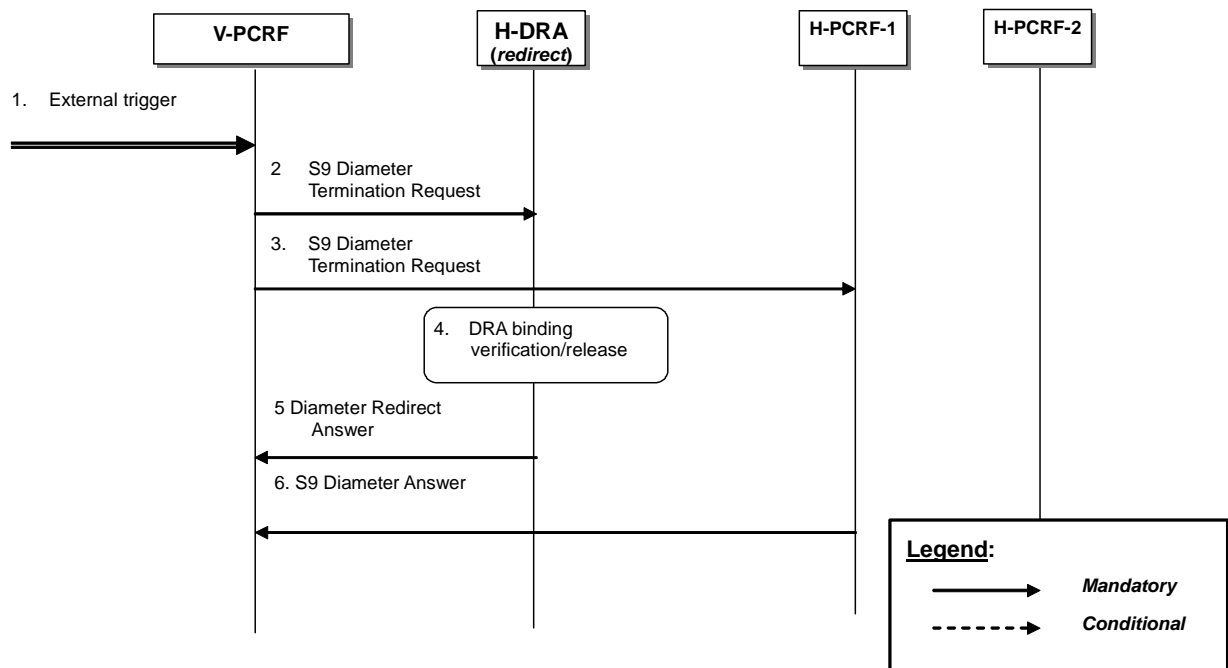 V-PCRF
H-DRA
(redirect)
H-PCRF-1
H-PCRF-2
1. External trigger
2 S9 Diameter
Termination Request
3. S9 Diameter
Termination Request
4. DRA binding
verification/release
5 Diameter Redirect
Answer
6. S9 Diameter Answer
Legend:
Mandatory
Conditional